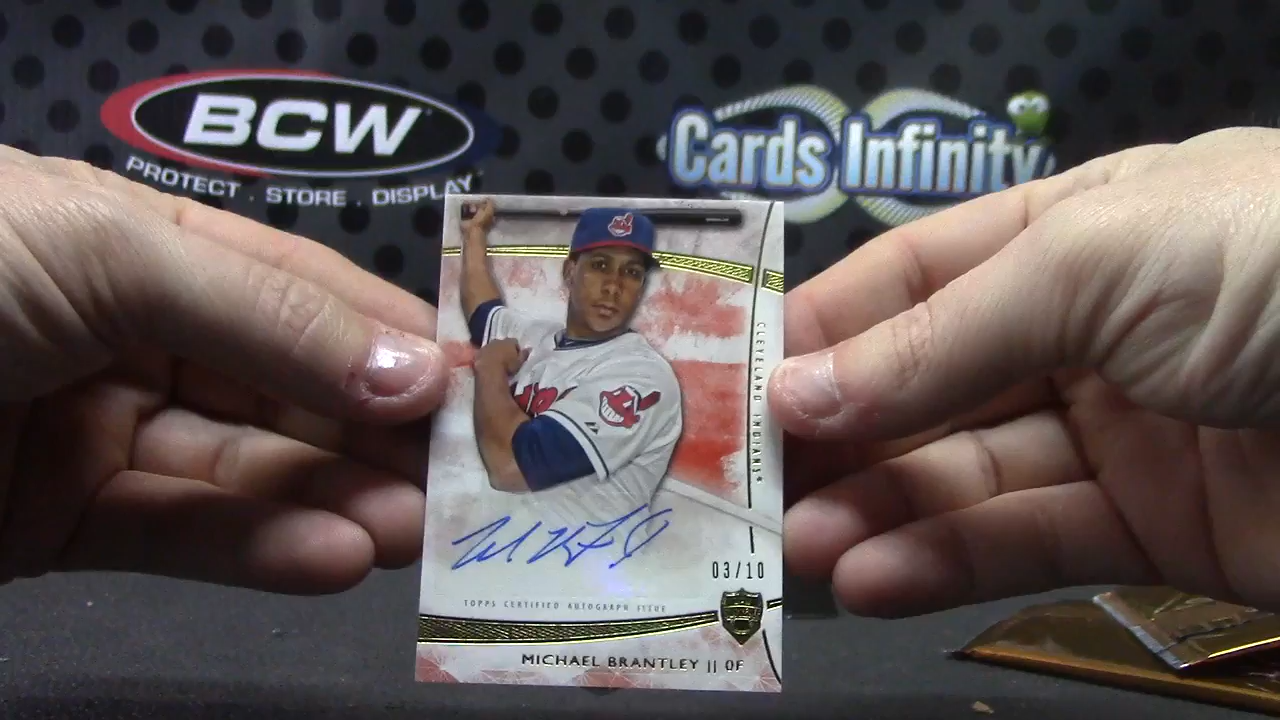 BCW
PROTECT . STORE . DISPLAY
Cards Infinity
CLEVELAND INDIANS®
03/10
TOPPS CERTIFIED AUTOGRAPH ISSUE
MICHAEL BRANTLEY || OF